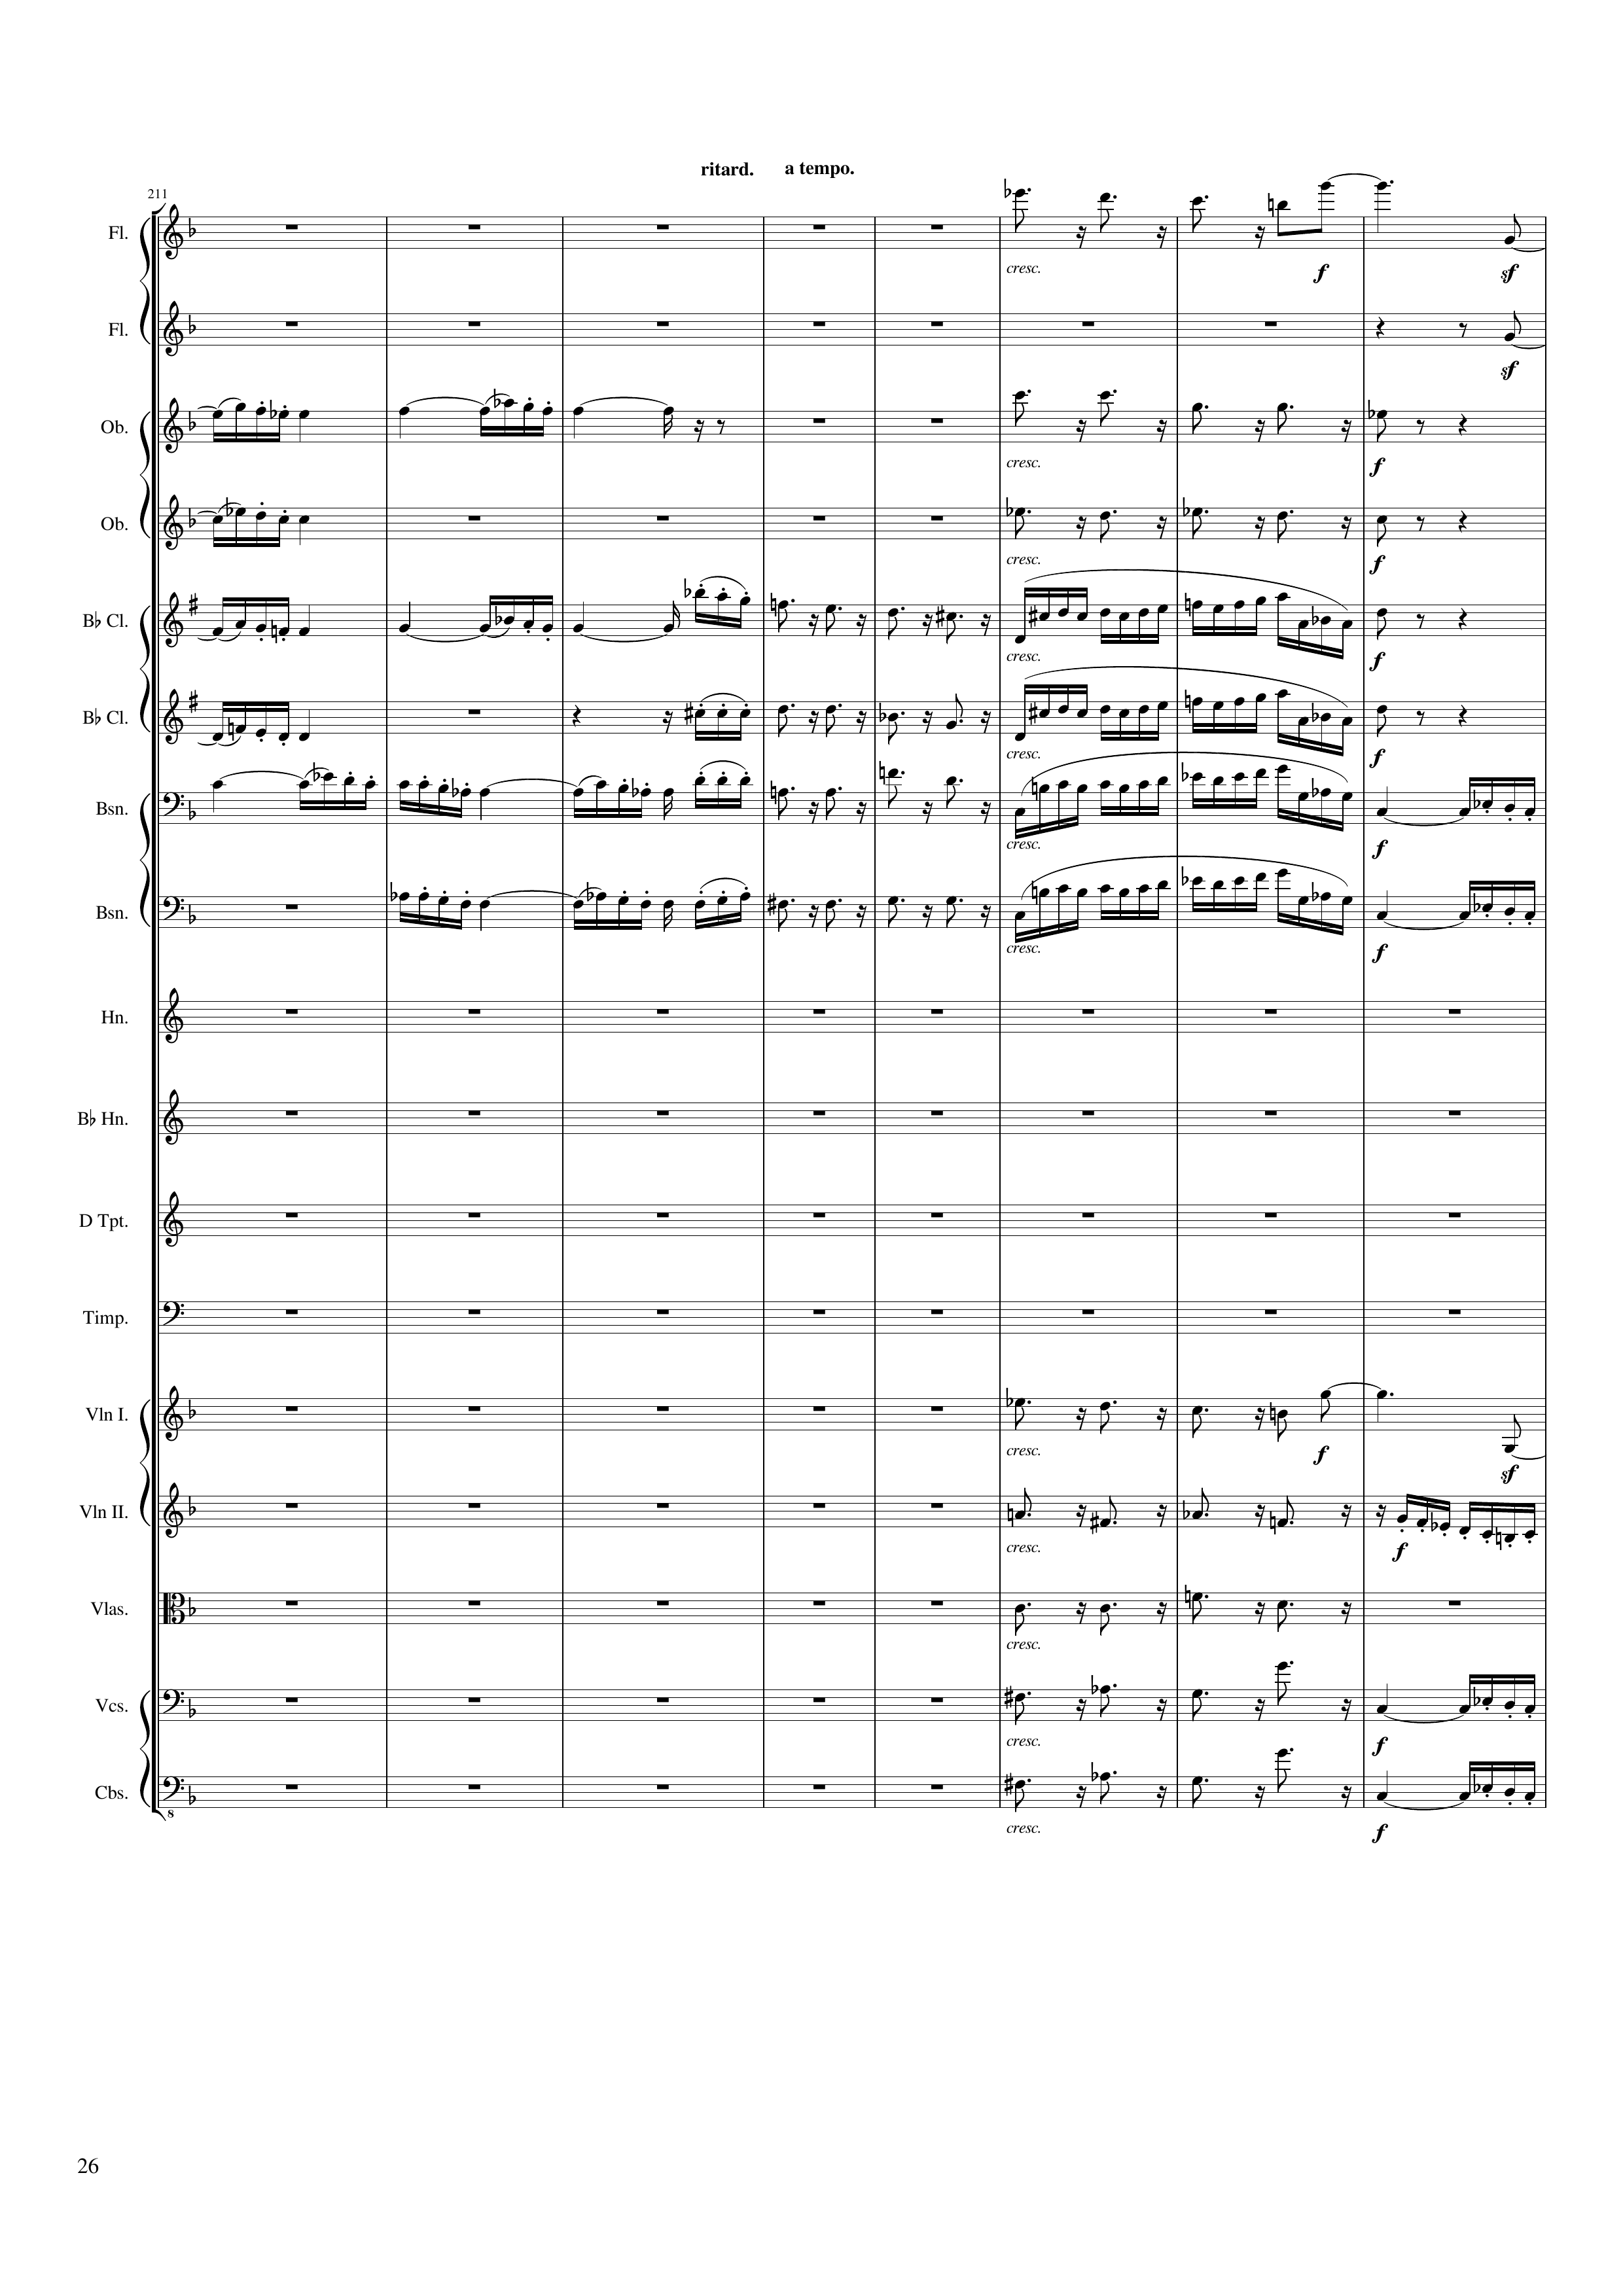 ritard. a tempo.
211
Fl.
cresc. f sf
Fl.
sf
Ob.
cresc. f
Ob.
cresc. f
B♭ Cl.
cresc. f
B♭ Cl.
cresc. f
Bsn.
cresc. f
Bsn.
cresc. f
Hn.
B♭ Hn.
D Tpt.
Timp.
Vln I.
cresc. f sf
Vln II.
cresc. f
Vlas.
cresc.
Vcs.
cresc. f
Cbs.
8
cresc. f
26